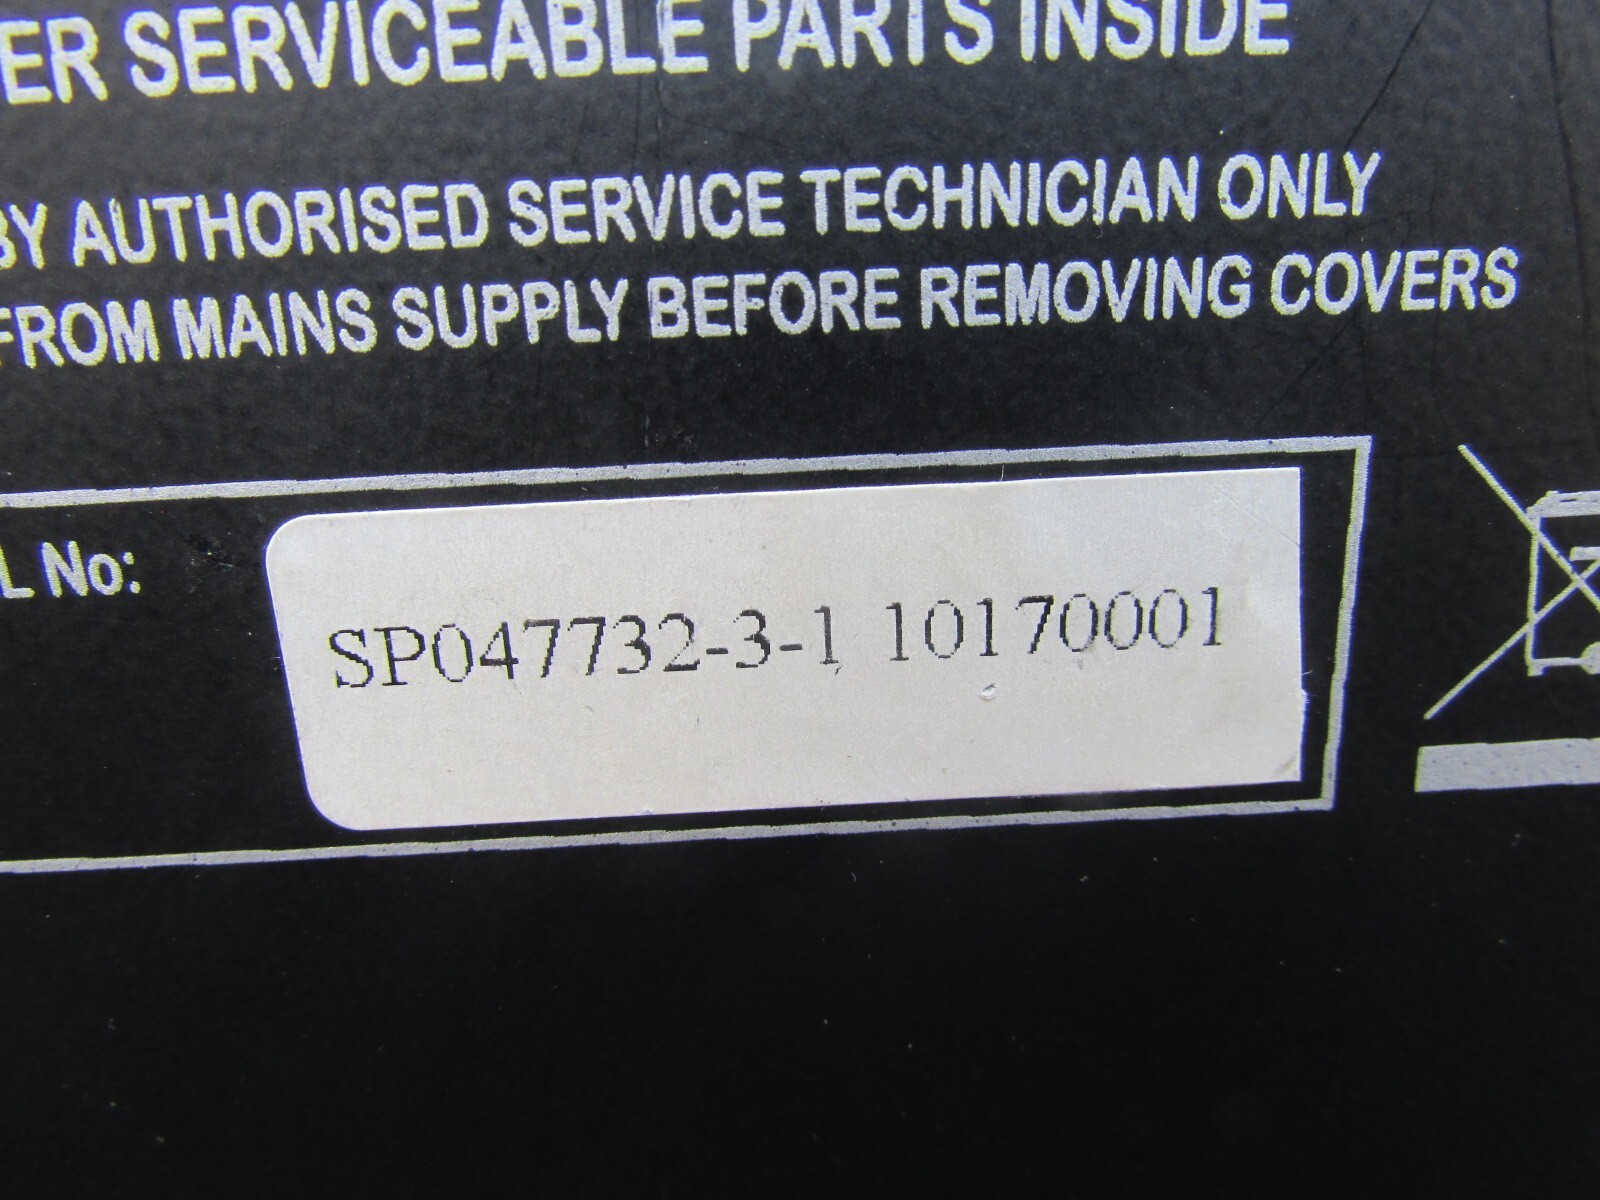 ER SERVICEABLE PARTS INSIDE
BY AUTHORISED SERVICE TECHNICIAN ONLY
FROM MAINS SUPPLY BEFORE REMOVING COVERS
L No:
SP047732-3-1 10170001